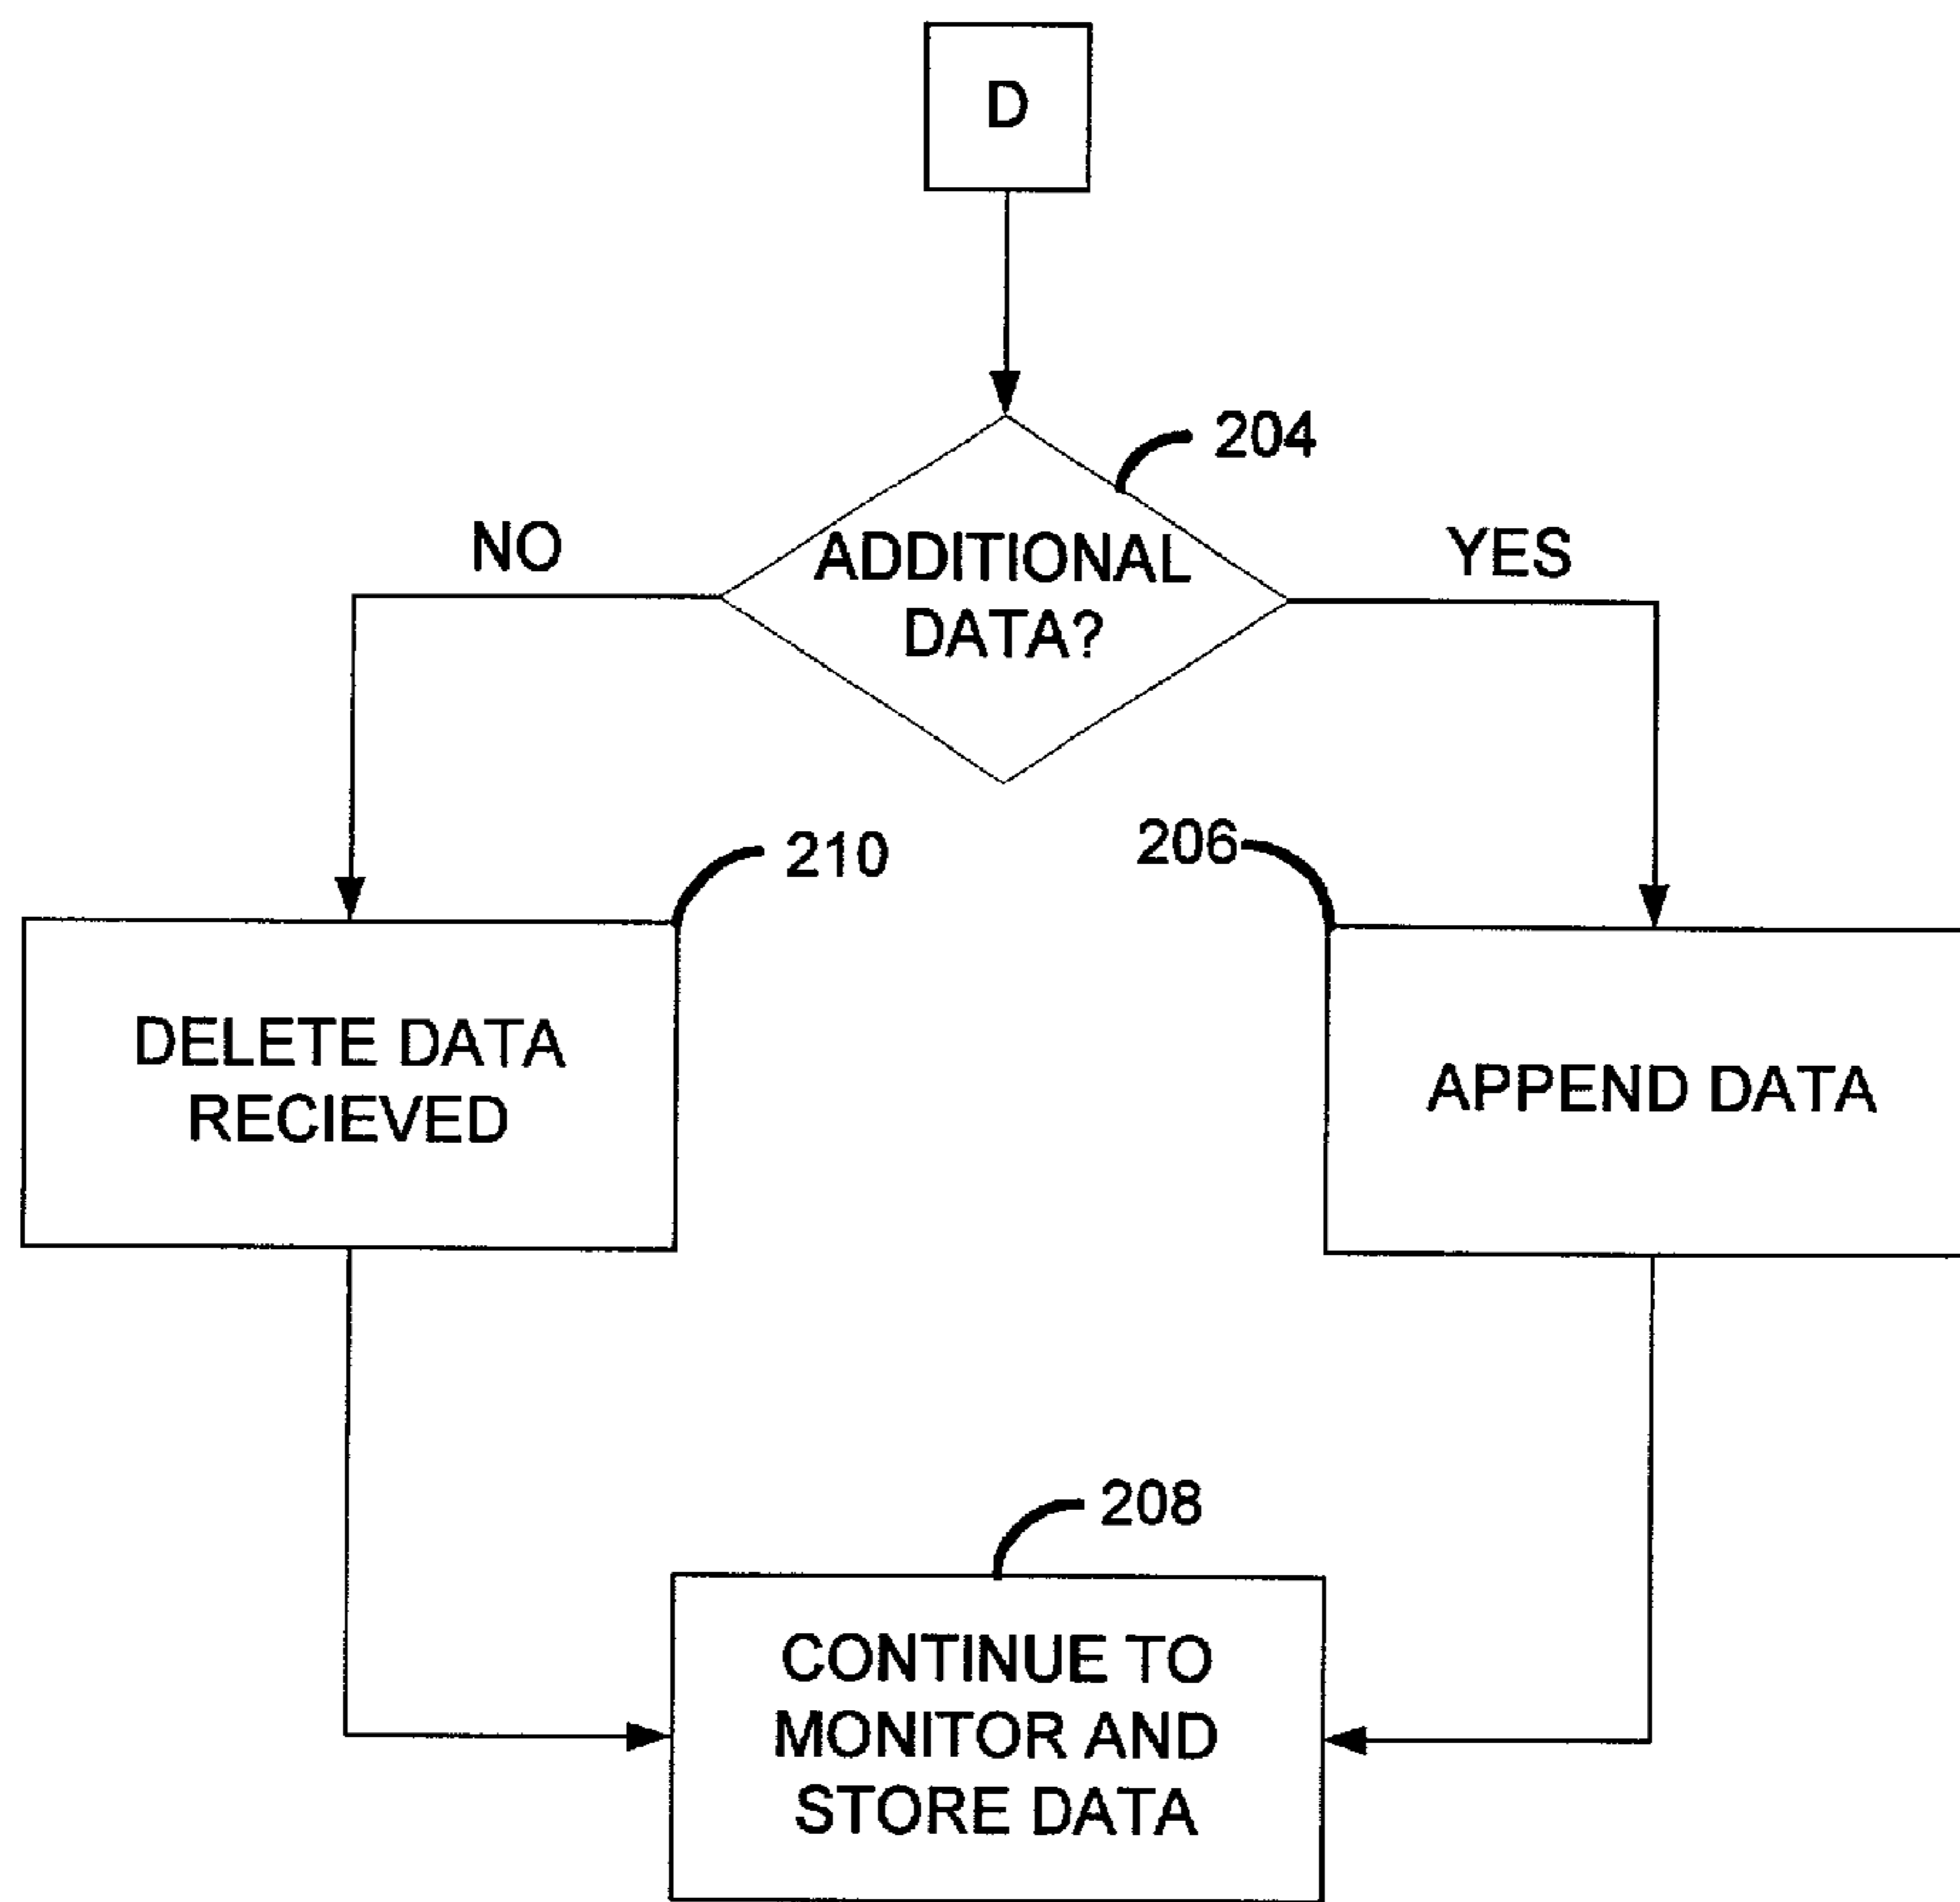 D
204
NO
ADDITIONAL
DATA?
YES
210
206
DELETE DATA
RECIEVED
APPEND DATA
208
CONTINUE TO
MONITOR AND
STORE DATA